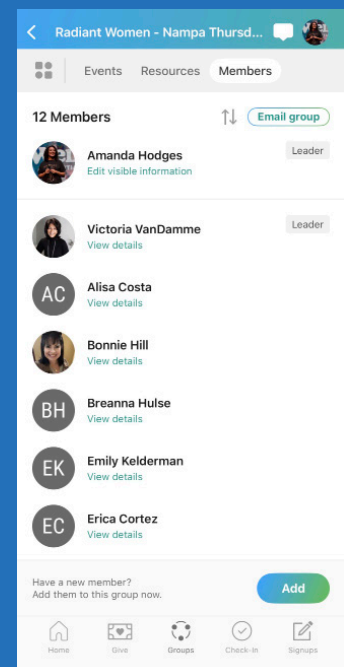 Radiant Women - Nampa Thursd...
Events Resources Members
12 Members Email group
Amanda Hodges Leader
Edit visible information
Victoria VanDamme Leader
View details
AC Alisa Costa
View details
Bonnie Hill
View details
BH Breanna Hulse
View details
EK Emily Kelderman
View details
EC Erica Cortez
View details
Have a new member?
Add them to this group now.
Add
Home Give Groups Check-In Signups